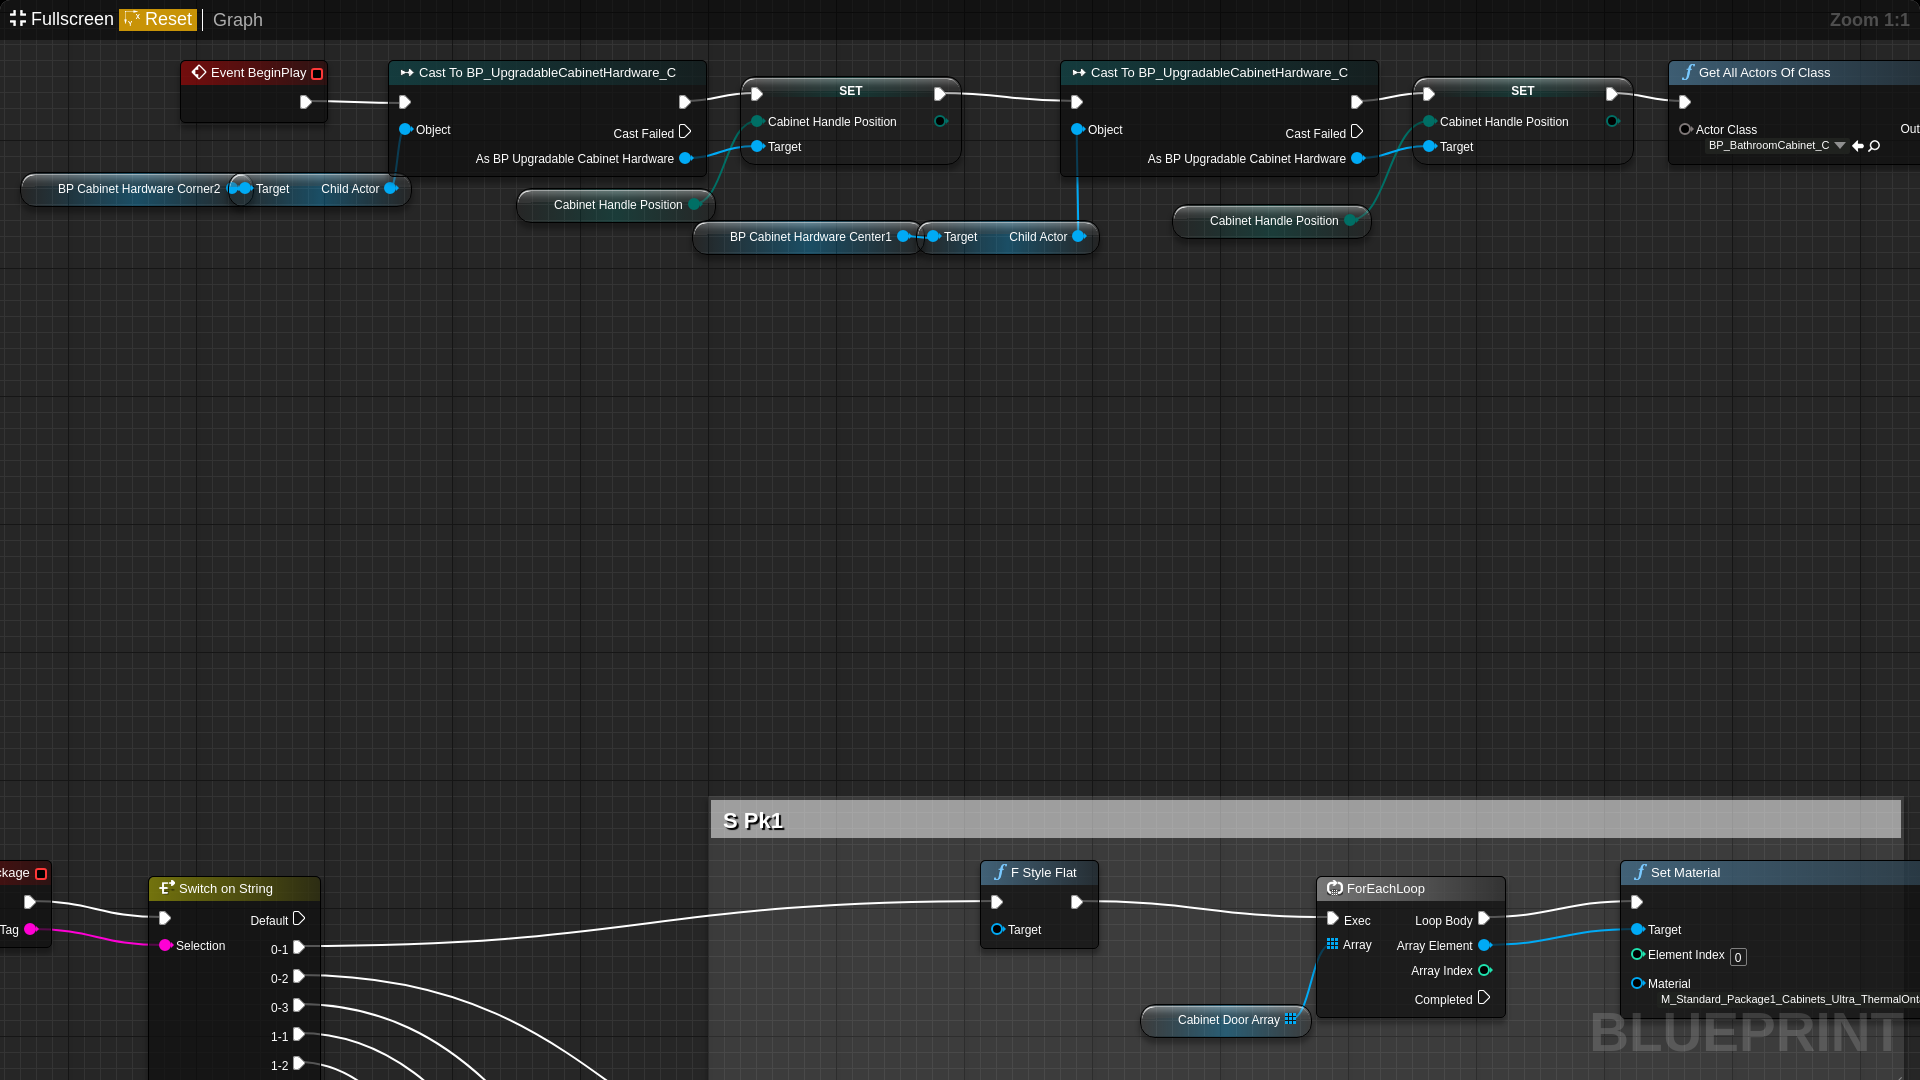 Fullscreen Reset Graph Zoom 1:1
Event BeginPlay
Cast To BP_UpgradableCabinetHardware_C
Object
Cast Failed
As BP Upgradable Cabinet Hardware
SET
Cabinet Handle Position
Target
Cast To BP_UpgradableCabinetHardware_C
Object
Cast Failed
As BP Upgradable Cabinet Hardware
SET
Cabinet Handle Position
Target
Get All Actors Of Class
Actor Class
Out
BP_BathroomCabinet_C
BP Cabinet Hardware Corner2
Target Child Actor
Cabinet Handle Position
BP Cabinet Hardware Center1
Target Child Actor
Cabinet Handle Position
S Pk1
ckage
Tag
Switch on String
Default
Selection
0-1
0-2
0-3
1-1
1-2
F Style Flat
Target
ForEachLoop
Exec Loop Body
Array Array Element
Array Index
Completed
Cabinet Door Array
Set Material
Target
Element Index 0
Material
M_Standard_Package1_Cabinets_Ultra_ThermalOnt
BLUEPRINT